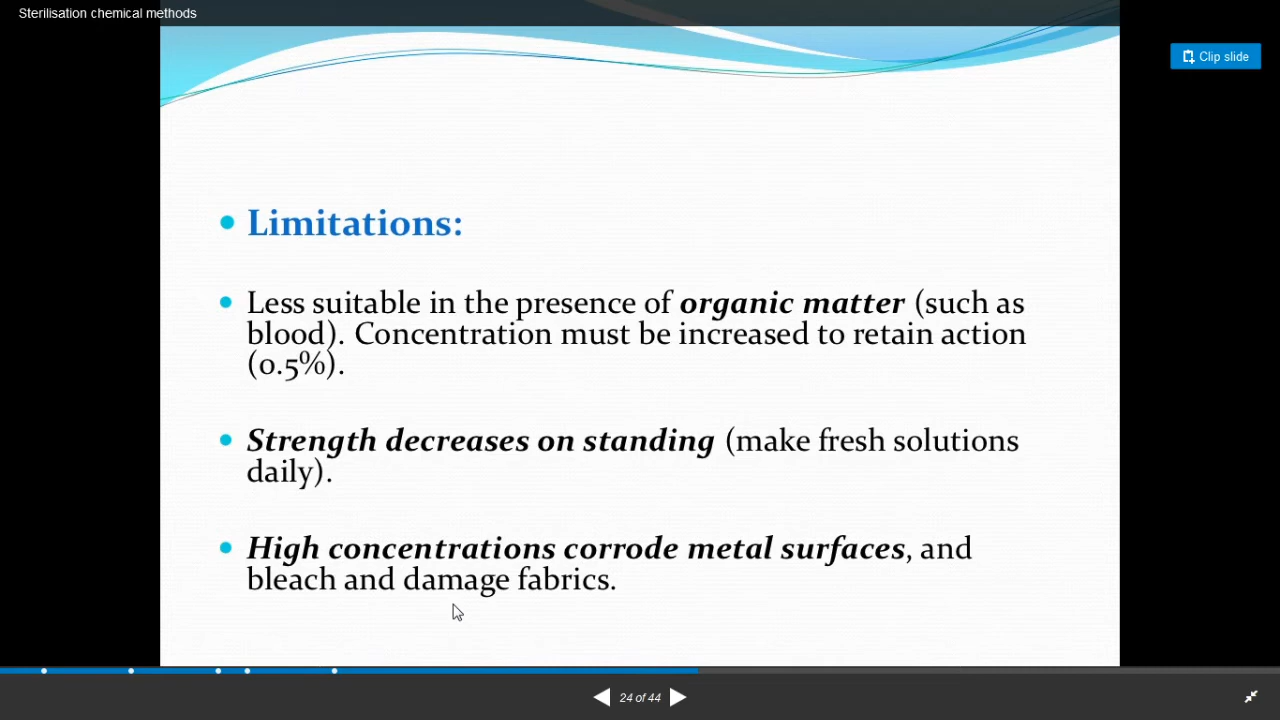 Sterilisation chemical methods
Clip slide
Limitations:
Less suitable in the presence of organic matter (such as
blood). Concentration must be increased to retain action
(0.5%).
Strength decreases on standing (make fresh solutions
daily).
High concentrations corrode metal surfaces, and
bleach and damage fabrics.
24 of 44